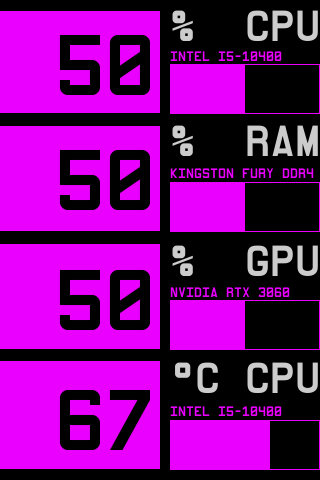 50 % CPU
INTEL I5-10400
50 % RAM
KINGSTON FURY DDR4
50 % GPU
NVIDIA RTX 3060
67 °C CPU
INTEL I5-10400